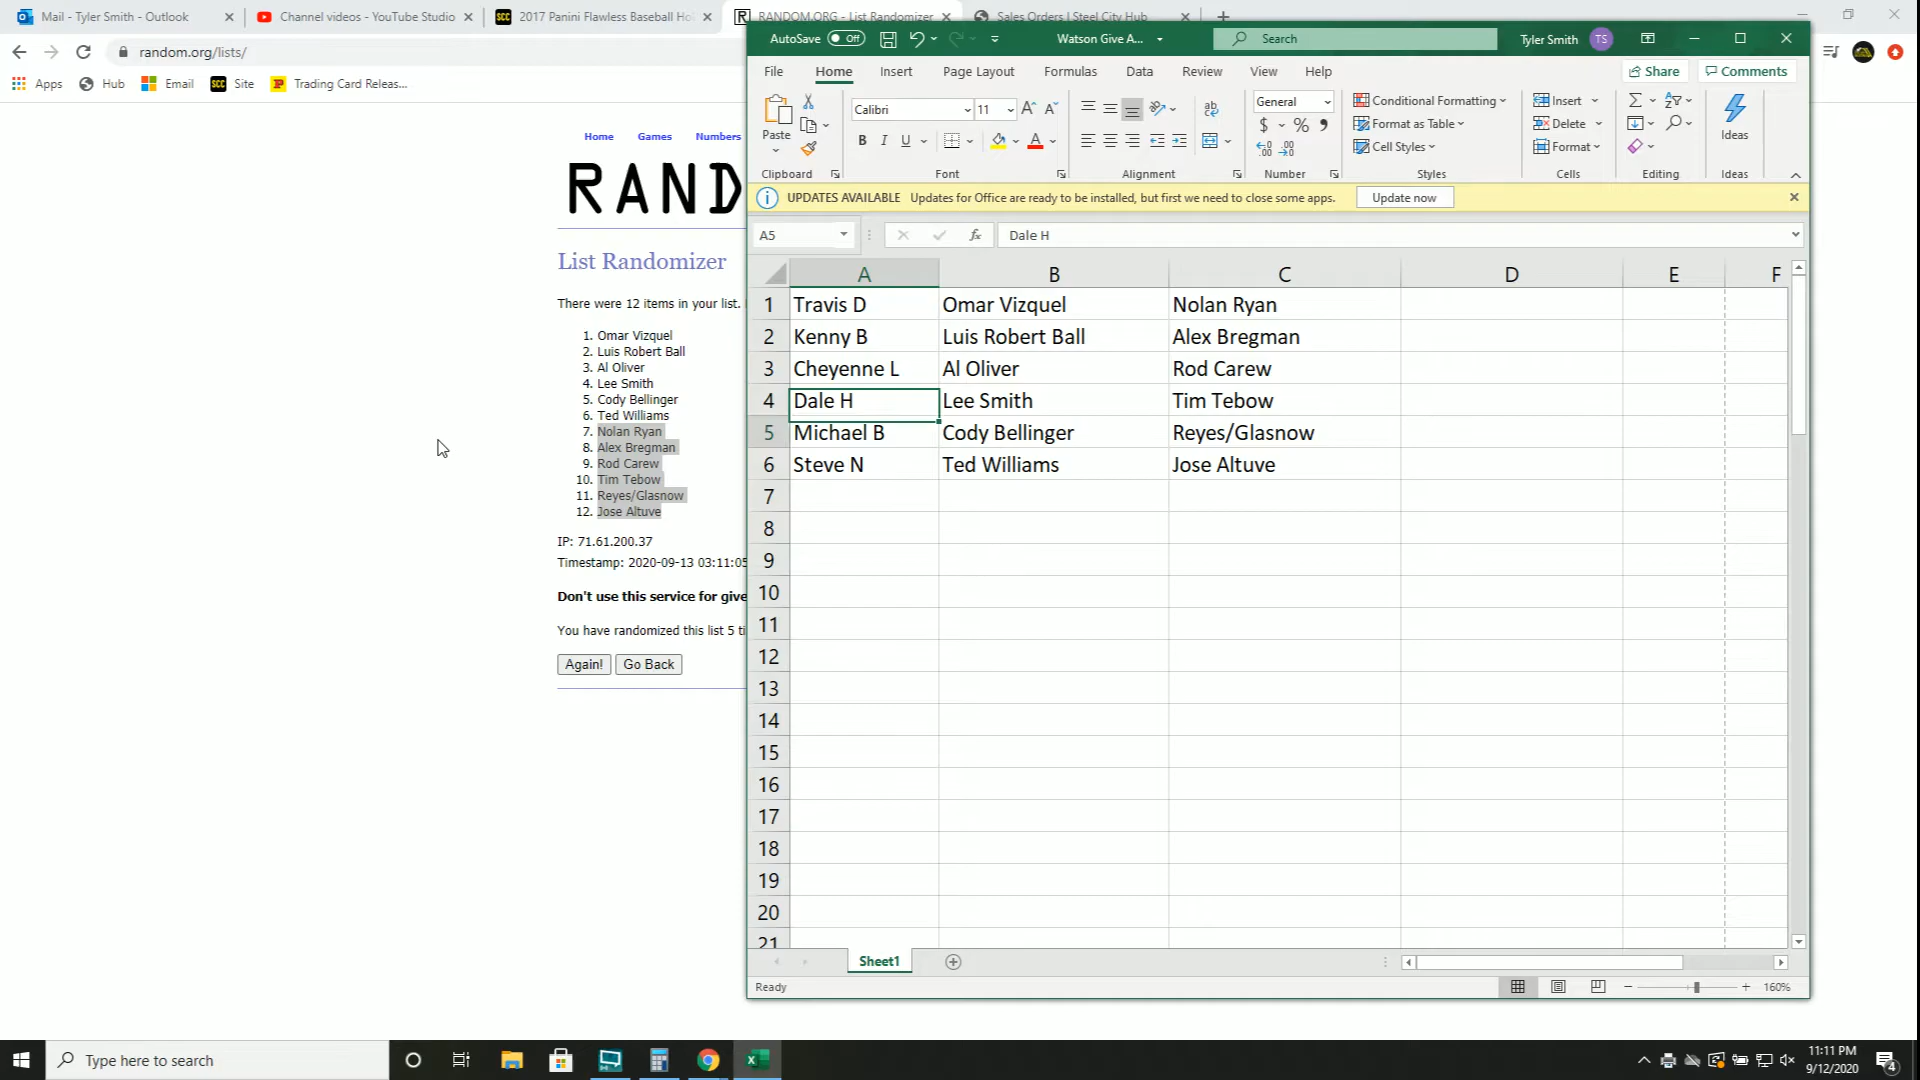 Mail - Tyler Smith - Outlook
Channel videos - YouTube Studio
2017 Panini Flawless Baseball Ho
RANDOM.ORG - List Randomizer
Sales Orders | Steel City Hub
random.org/lists/
Apps
Hub
Email
Site
Trading Card Releas...
Home
Games
Numbers
RAND
List Randomizer
There were 12 items in your list.
1. Omar Vizquel
2. Luis Robert Ball
3. Al Oliver
4. Lee Smith
5. Cody Bellinger
6. Ted Williams
7. Nolan Ryan
8. Alex Bregman
9. Rod Carew
10. Tim Tebow
11. Reyes/Glasnow
12. Jose Altuve
IP: 71.61.200.37
Timestamp: 2020-09-13 03:11:05
Don't use this service for give
You have randomized this list 5 ti
Again! Go Back
AutoSave Off
Watson Give A...
Search
Tyler Smith TS
File Home Insert Page Layout Formulas Data Review View Help
Share Comments
Paste
Clipboard
Calibri 11
B I U
Font
ab
Alignment
General
$ % 9
Number
Conditional Formatting
Format as Table
Cell Styles
Styles
Insert
Delete
Format
Cells
Editing
Ideas
Ideas
UPDATES AVAILABLE Updates for Office are ready to be installed, but first we need to close some apps. Update now
A5 fx Dale H
A B C D E F
1 Travis D Omar Vizquel Nolan Ryan
2 Kenny B Luis Robert Ball Alex Bregman
3 Cheyenne L Al Oliver Rod Carew
4 Dale H Lee Smith Tim Tebow
5 Michael B Cody Bellinger Reyes/Glasnow
6 Steve N Ted Williams Jose Altuve
7
8
9
10
11
12
13
14
15
16
17
18
19
20
21
Sheet1
Ready
160%
Type here to search
11:11 PM
9/12/2020
4